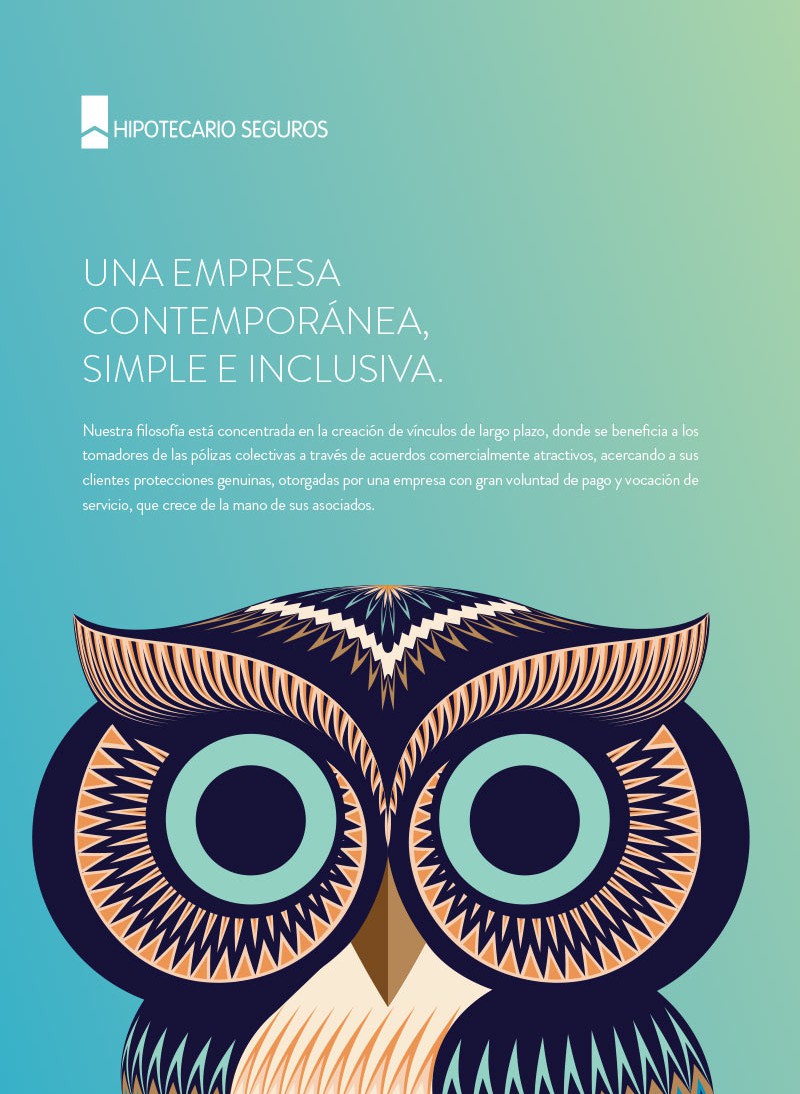 HIPOTECARIO SEGUROS
UNA EMPRESA
CONTEMPORÁNEA,
SIMPLE E INCLUSIVA.
Nuestra filosofía está concentrada en la creación de vínculos de largo plazo, donde se beneficia a los
tomadores de las pólizas colectivas a través de acuerdos comercialmente atractivos, acercando a sus
clientes protecciones genuinas, otorgadas por una empresa con gran voluntad de pago y vocación de
servicio, que crece de la mano de sus asociados.